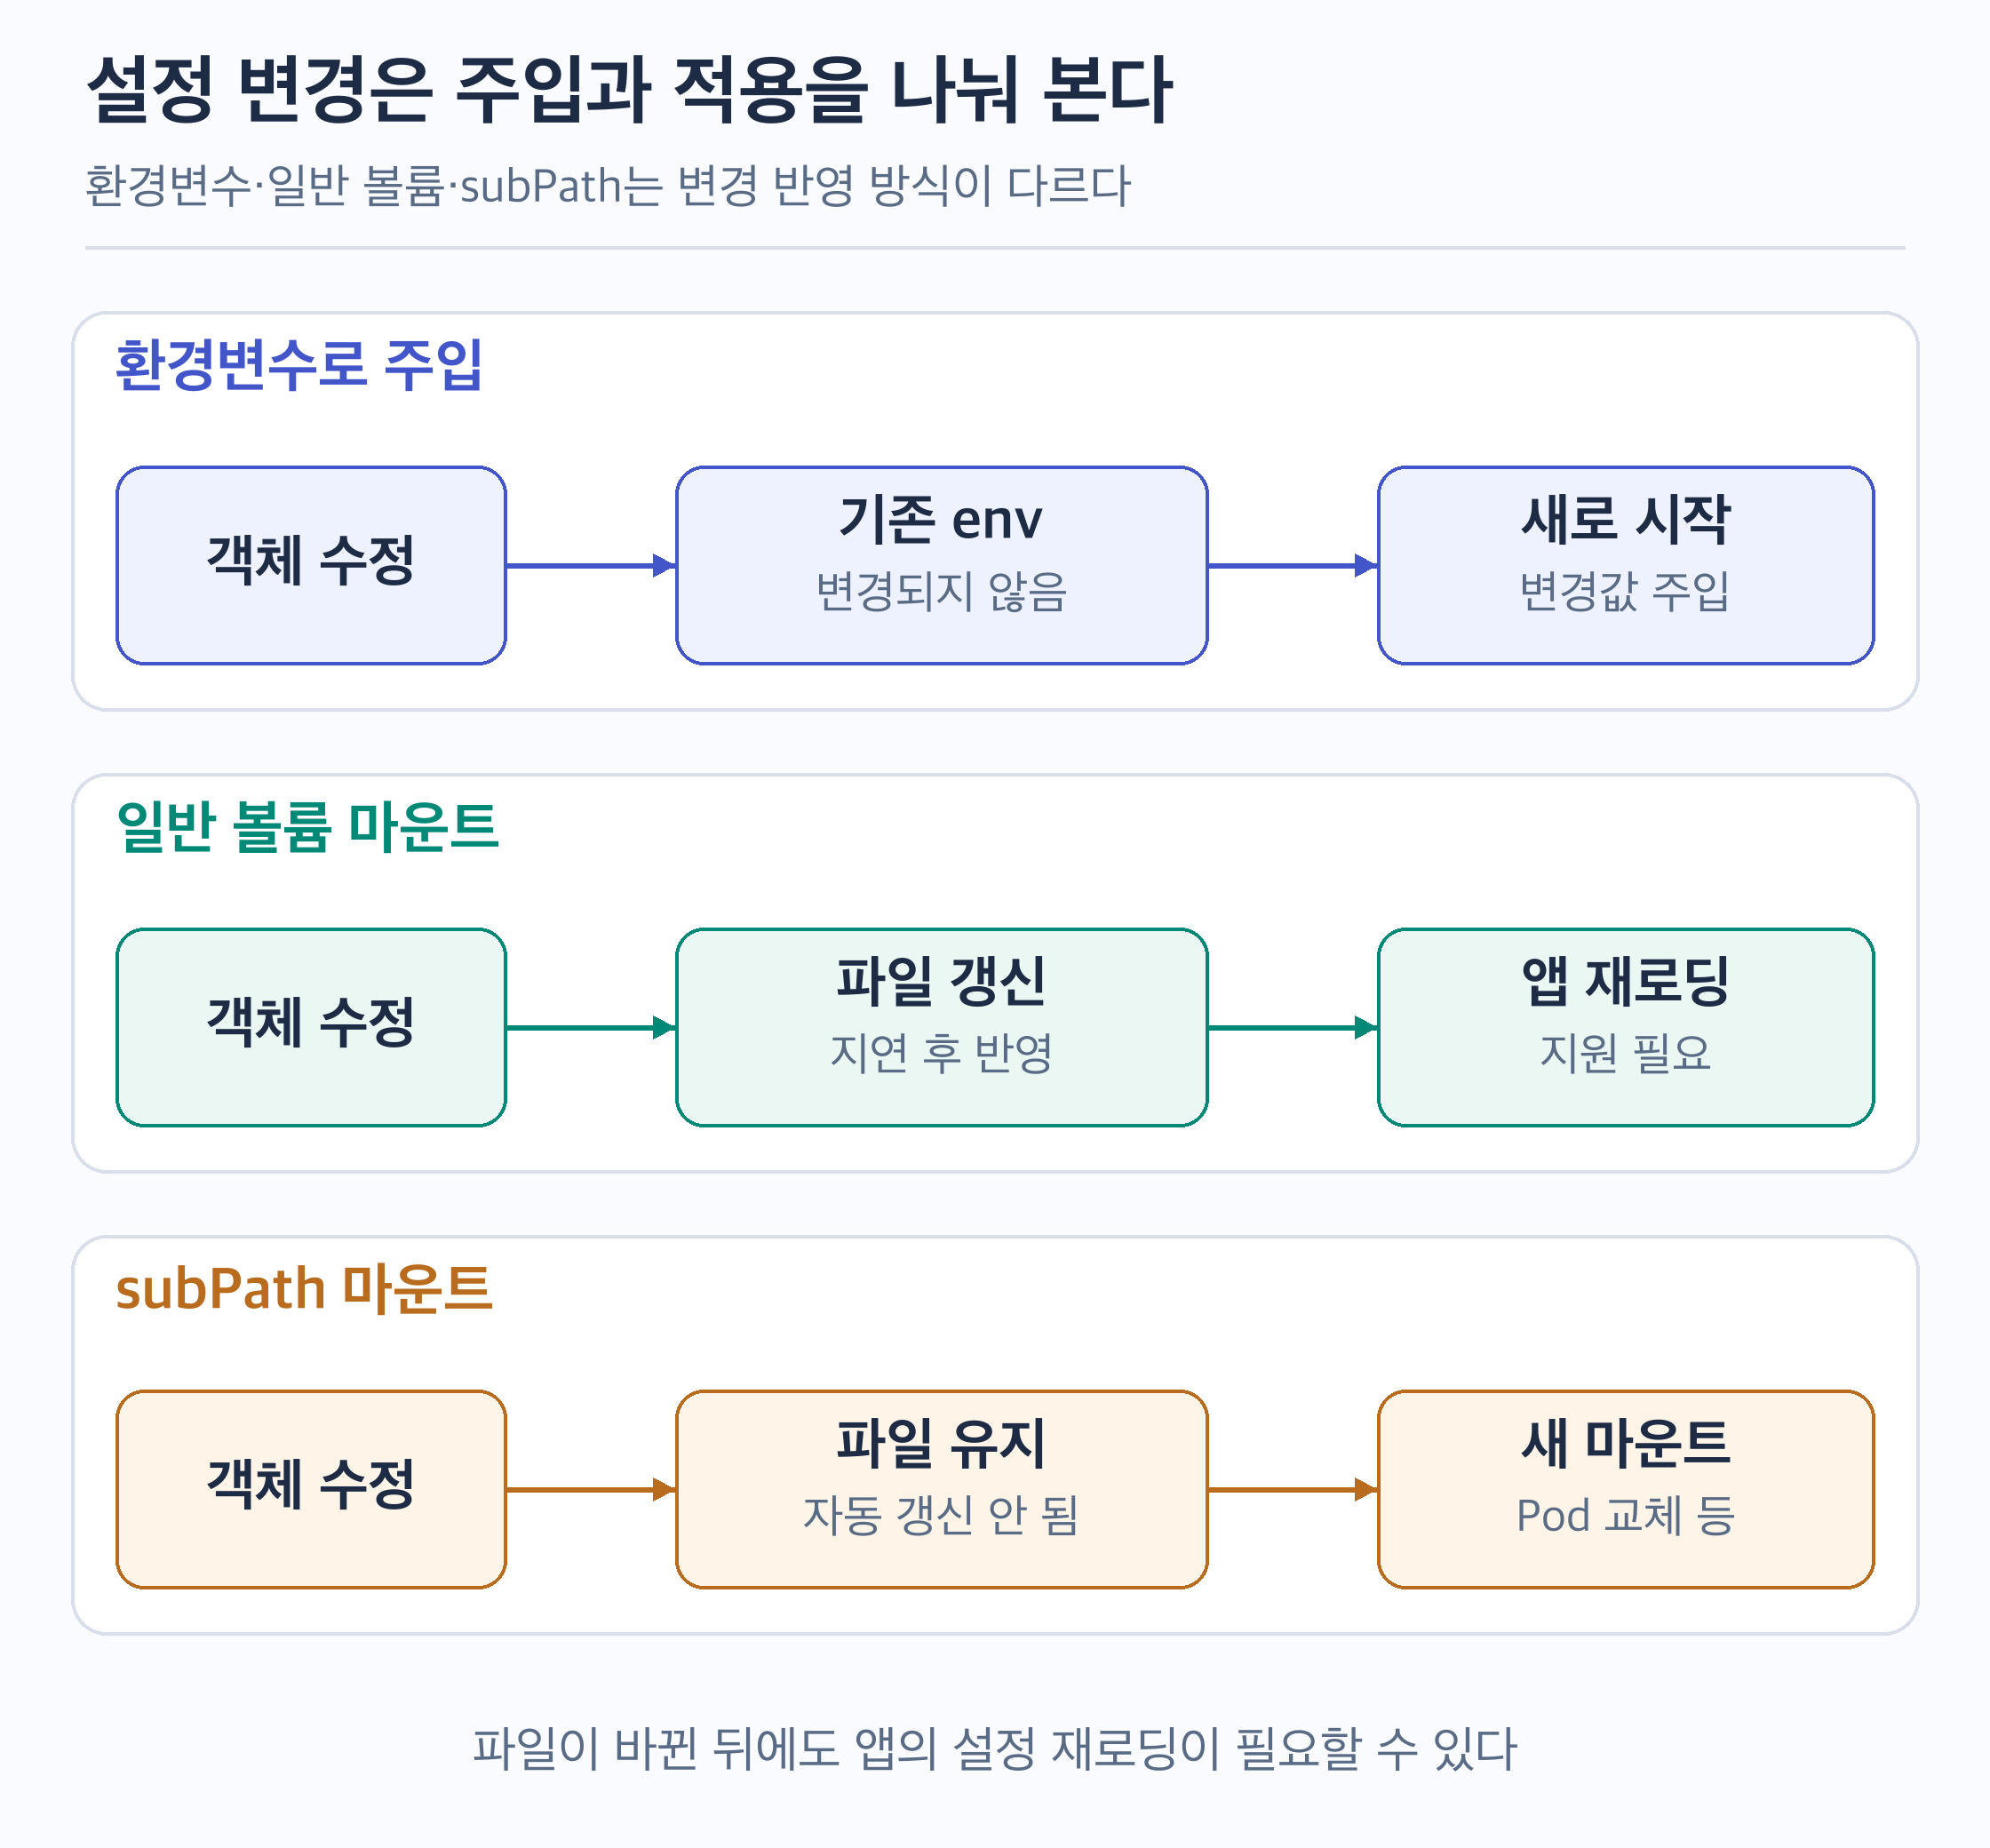 설정 변경은 주입과 적용을 나눠 본다
환경변수·일반 볼륨·subPath는 변경 반영 방식이 다르다
환경변수로 주입
객체 수정
기존 env
변경되지 않음
새로 시작
변경값 주입
일반 볼륨 마운트
객체 수정
파일 갱신
지연 후 반영
앱 재로딩
지원 필요
subPath 마운트
객체 수정
파일 유지
자동 갱신 안 됨
새 마운트
Pod 교체 등
파일이 바뀐 뒤에도 앱의 설정 재로딩이 필요할 수 있다